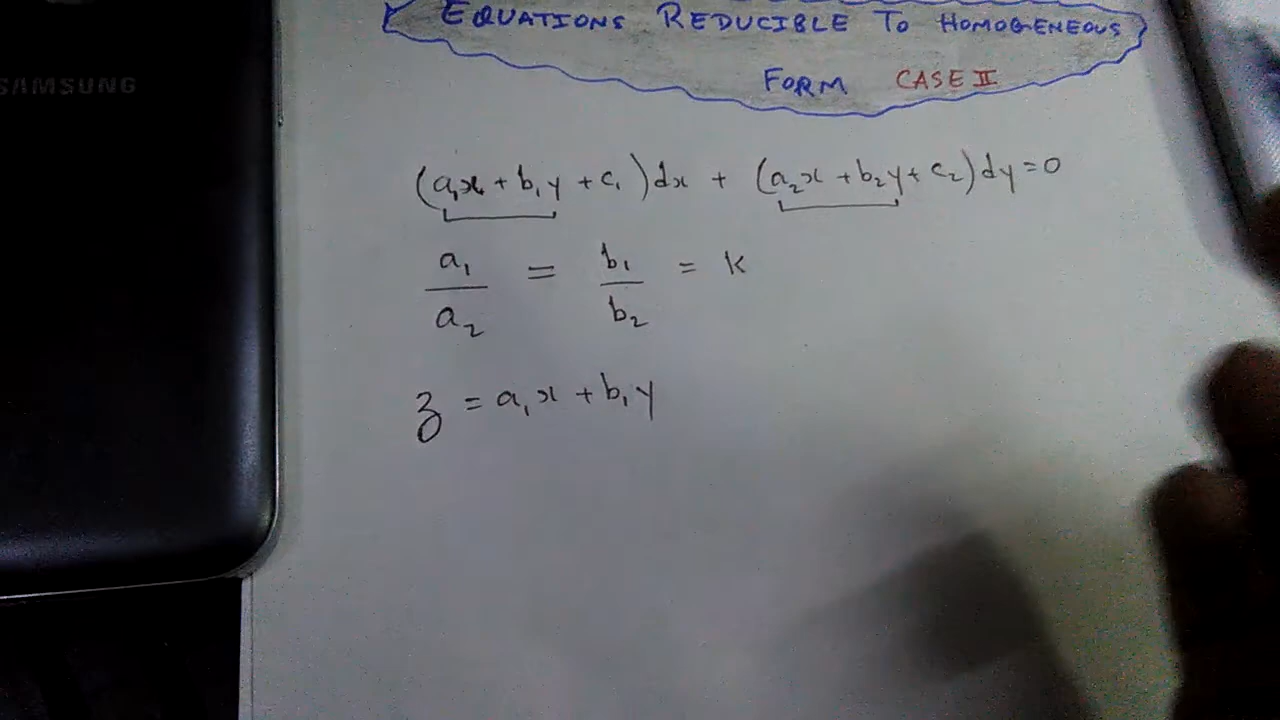 EQUATIONS REDUCIBLE TO HOMOGENEOUS
FORM CASE II
SAMSUNG
(a₁x + b₁y + c₁)dx + (a₂x + b₂y + c₂)dy = 0
a₁/a₂ = b₁/b₂ = k
z = a₁x + b₁y